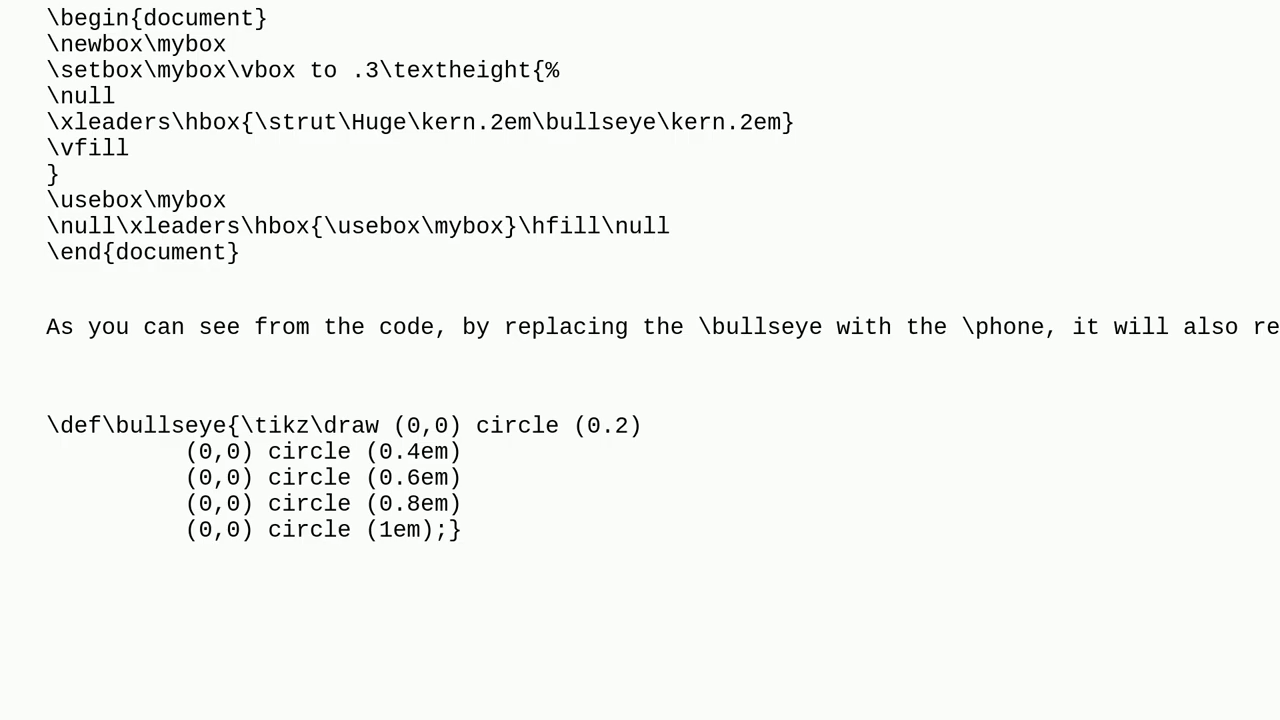 \begin{document}
\newbox\mybox
\setbox\mybox\vbox to .3\textheight{%
\null
\xleaders\hbox{\strut\Huge\kern.2em\bullseye\kern.2em}
\vfill
}
\usebox\mybox
\null\xleaders\hbox{\usebox\mybox}\hfill\null
\end{document}
As you can see from the code, by replacing the \bullseye with the \phone, it will also re
\def\bullseye{\tikz\draw (0,0) circle (0.2)
(0,0) circle (0.4em)
(0,0) circle (0.6em)
(0,0) circle (0.8em)
(0,0) circle (1em);}